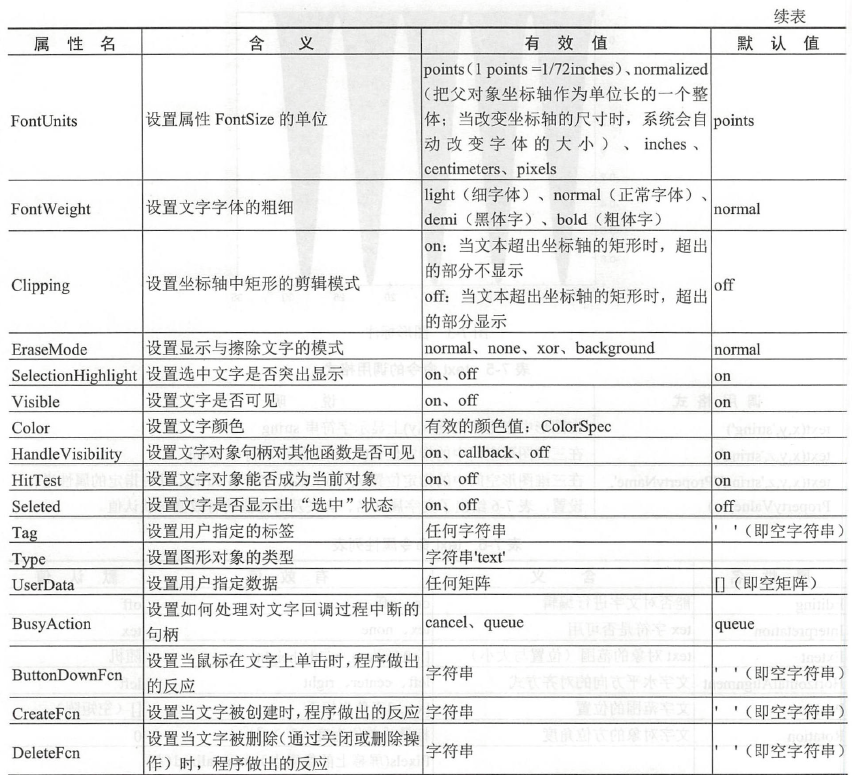 续表
属 性 名 含 义 有 效 值 默 认 值
FontUnits 设置属性 FontSize 的单位 points（1 points =1/72inches）、normalized
（把父对象坐标轴作为单位长的一个整
体；当改变坐标轴的尺寸时，系统会自
动改变字体的大小）、inches、
centimeters、pixels points
FontWeight 设置文字字体的粗细 light（细字体）、normal（正常字体）、
demi（黑体字）、bold（粗体字） normal
Clipping 设置坐标轴中矩形的剪辑模式 on：当文本超出坐标轴的矩形时，超出
的部分不显示
off：当文本超出坐标轴的矩形时，超出
的部分显示 off
EraseMode 设置显示与擦除文字的模式 normal、none、xor、background normal
SelectionHighlight 设置选中文字是否突出显示 on、off on
Visible 设置文字是否可见 on、off on
Color 设置文字颜色 有效的颜色值：ColorSpec
HandleVisibility 设置文字对象句柄对其他函数是否可见 on、callback、off on
HitTest 设置文字对象能否成为当前对象 on、off on
Seleted 设置文字是否显示出“选中”状态 on、off off
Tag 设置用户指定的标签 任何字符串 ' '（即空字符串）
Type 设置图形对象的类型 字符串'text'
UserData 设置用户指定数据 任何矩阵 []（即空矩阵）
BusyAction 设置如何处理对文字回调过程中断的
句柄 cancel、queue queue
ButtonDownFcn 设置当鼠标在文字上单击时，程序做出
的反应 字符串 ' '（即空字符串）
CreateFcn 设置当文字被创建时，程序做出的反应 字符串 ' '（即空字符串）
DeleteFcn 设置当文字被删除（通过关闭或删除操
作）时，程序做出的反应 字符串 ' '（即空字符串）